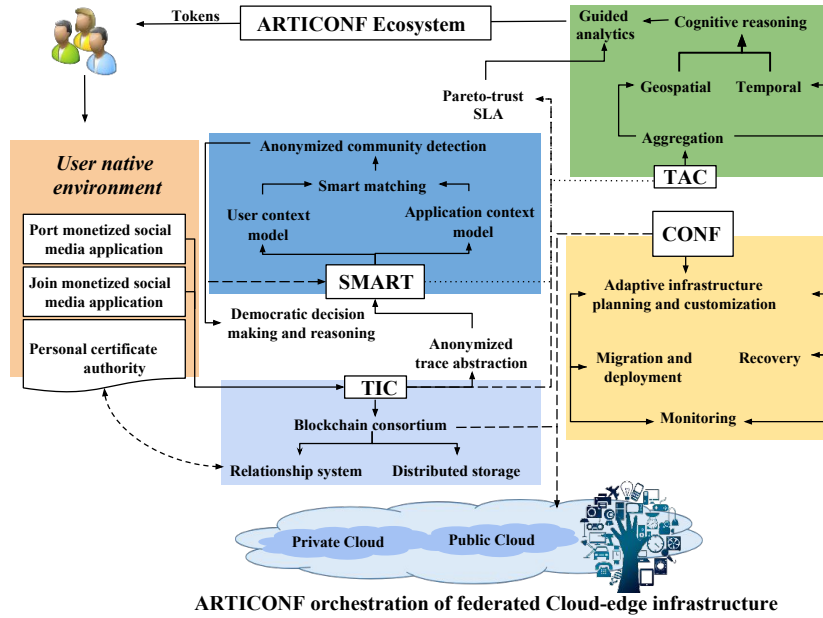 Tokens
ARTICONF Ecosystem
Guided
analytics
Cognitive reasoning
Geospatial
Temporal
Aggregation
TAC
Pareto-trust
SLA
User native
environment
Port monetized social
media application
Join monetized social
media application
Personal certificate
authority
Anonymized community detection
Smart matching
User context
model
Application context
model
SMART
Democratic decision
making and reasoning
Anonymized
trace abstraction
CONF
Adaptive infrastructure
planning and customization
Migration and
deployment
Recovery
Monitoring
TIC
Blockchain consortium
Relationship system
Distributed storage
Private Cloud
Public Cloud
ARTICONF orchestration of federated Cloud-edge infrastructure